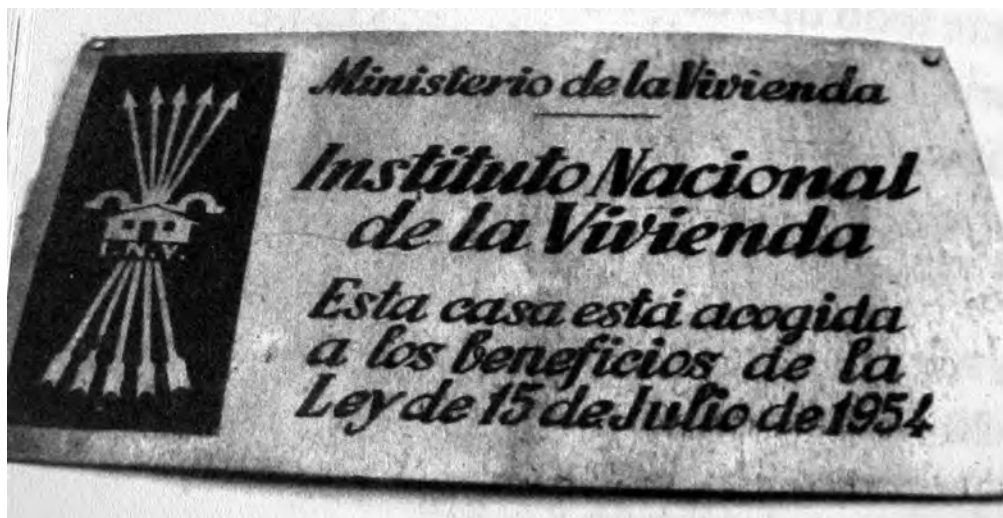 Ministerio de la Vivienda
Instituto Nacional
de la Vivienda
I.N.V.
Esta casa está acogida
a los beneficios de la
Ley de 15 de Julio de 1954